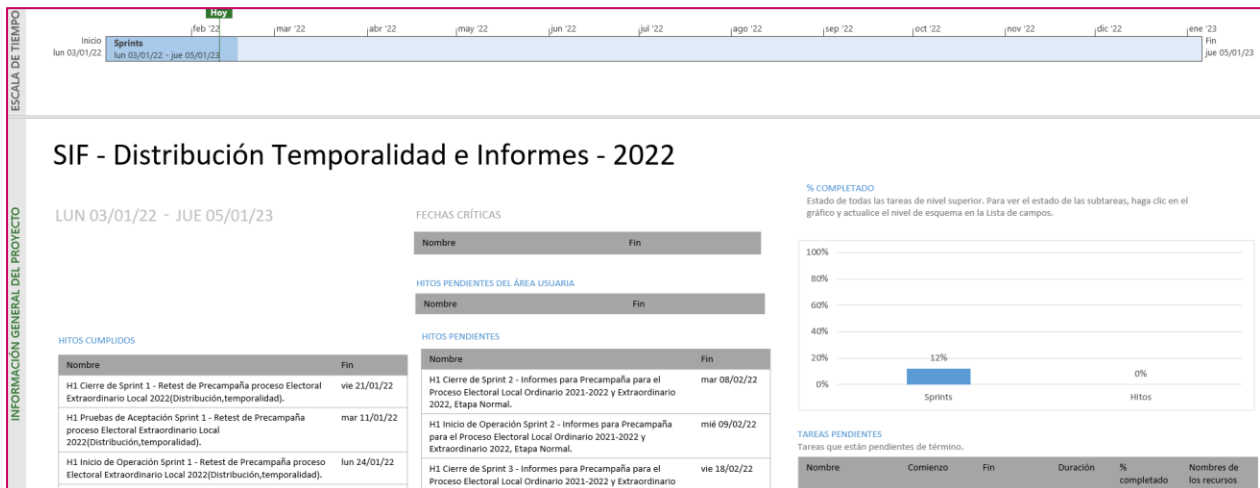 ESCALA DE TIEMPO
Hoy
feb '22
mar '22
abr '22
may '22
jun '22
jul '22
ago '22
sep '22
oct '22
nov '22
dic '22
ene '23
Inicio
lun 03/01/22
Sprints
lun 03/01/22 - jue 05/01/23
Fin
jue 05/01/23
INFORMACIÓN GENERAL DEL PROYECTO
SIF - Distribución Temporalidad e Informes - 2022
LUN 03/01/22 - JUE 05/01/23
FECHAS CRÍTICAS
Nombre Fin
HITOS PENDIENTES DEL ÁREA USUARIA
Nombre Fin
HITOS CUMPLIDOS
Nombre Fin
H1 Cierre de Sprint 1 - Retest de Precampaña proceso Electoral vie 21/01/22
Extraordinario Local 2022(Distribución,temporalidad).
H1 Pruebas de Aceptación Sprint 1 - Retest de Precampaña mar 11/01/22
proceso Electoral Extraordinario Local
2022(Distribución,temporalidad).
H1 Inicio de Operación Sprint 1 - Retest de Precampaña proceso lun 24/01/22
Electoral Extraordinario Local 2022(Distribución,temporalidad).
HITOS PENDIENTES
Nombre Fin
H1 Cierre de Sprint 2 - Informes para Precampaña para el mar 08/02/22
Proceso Electoral Local Ordinario 2021-2022 y Extraordinario
2022, Etapa Normal.
H1 Inicio de Operación Sprint 2 - Informes para Precampaña mié 09/02/22
para el Proceso Electoral Local Ordinario 2021-2022 y
Extraordinario 2022, Etapa Normal.
H1 Cierre de Sprint 3 - Informes para Precampaña para el vie 18/02/22
Proceso Electoral Local Ordinario 2021-2022 y Extraordinario
% COMPLETADO
Estado de todas las tareas de nivel superior. Para ver el estado de las subtareas, haga clic en el
gráfico y actualice el nivel de esquema en la Lista de campos.
100%
80%
60%
40%
20%
0%
12%
0%
Sprints
Hitos
TAREAS PENDIENTES
Tareas que están pendientes de término.
Nombre Comienzo Fin Duración % Nombres de
completado los recursos